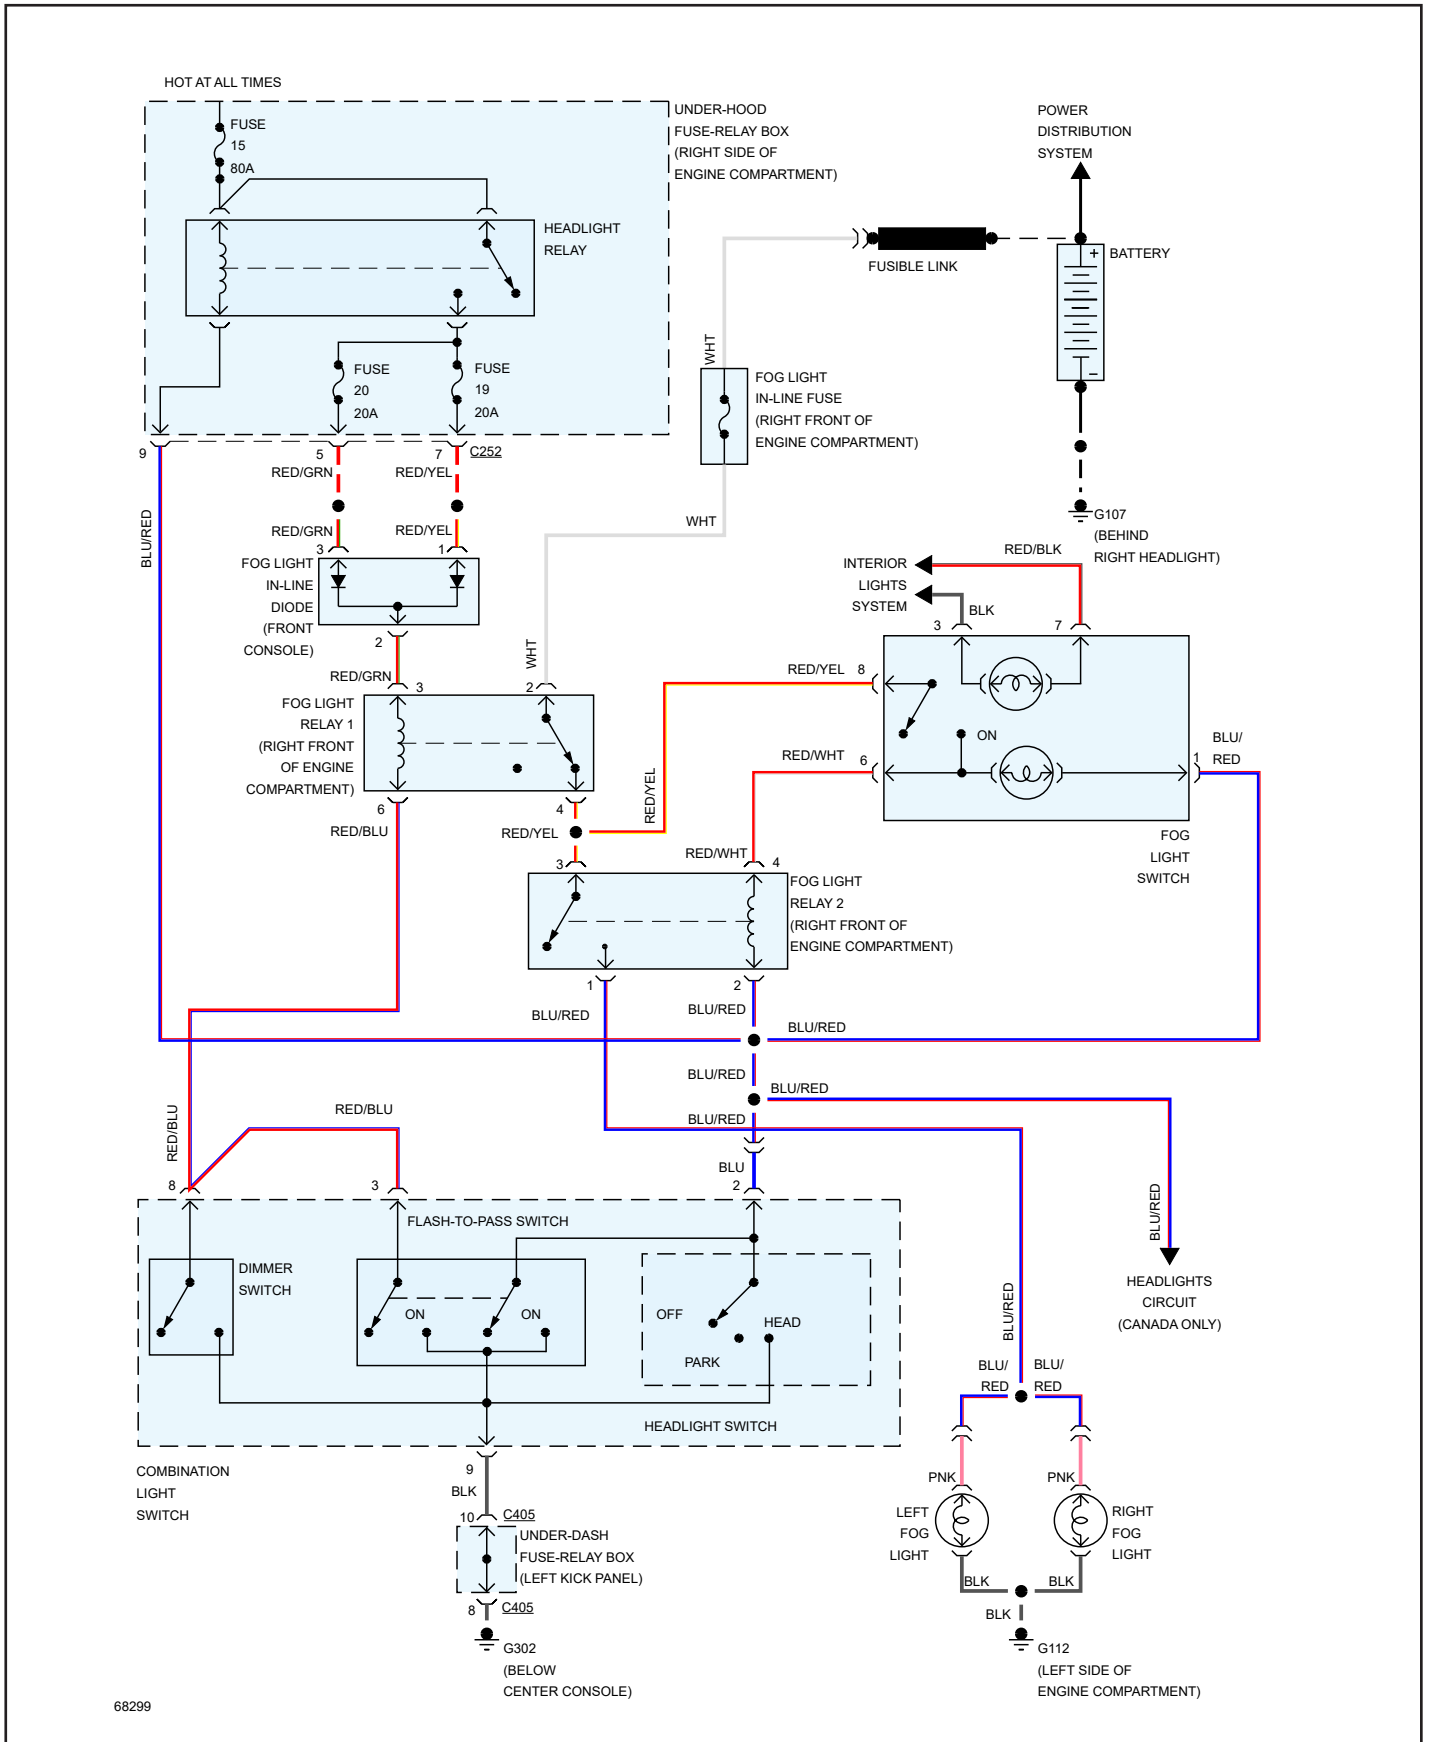 HOT AT ALL TIMES
FUSE
15
80A
UNDER-HOOD
FUSE-RELAY BOX
(RIGHT SIDE OF
ENGINE COMPARTMENT)
HEADLIGHT
RELAY
FUSE
20
20A
FUSE
19
20A
9
5
7
C252
RED/GRN
RED/YEL
BLU/RED
RED/GRN
RED/YEL
3
1
FOG LIGHT
IN-LINE
DIODE
(FRONT
CONSOLE)
2
RED/GRN
POWER
DISTRIBUTION
SYSTEM
FUSIBLE LINK
+
BATTERY
–
G107
(BEHIND
RIGHT HEADLIGHT)
WHT
FOG LIGHT
IN-LINE FUSE
(RIGHT FRONT OF
ENGINE COMPARTMENT)
WHT
WHT
3
2
FOG LIGHT
RELAY 1
(RIGHT FRONT
OF ENGINE
COMPARTMENT)
6
4
RED/BLU
RED/YEL
RED/YEL
INTERIOR
LIGHTS
SYSTEM
RED/BLK
BLK
3
7
RED/YEL
8
ON
RED/WHT
6
1
BLU/
RED
FOG
LIGHT
SWITCH
3
RED/WHT
4
FOG LIGHT
RELAY 2
(RIGHT FRONT OF
ENGINE COMPARTMENT)
1
2
BLU/RED
BLU/RED
BLU/RED
BLU/RED
BLU/RED
BLU/RED
BLU
RED/BLU
RED/BLU
8
3
2
FLASH-TO-PASS SWITCH
DIMMER
SWITCH
ON
ON
OFF
HEAD
PARK
HEADLIGHT SWITCH
COMBINATION
LIGHT
SWITCH
9
BLK
10
C405
UNDER-DASH
FUSE-RELAY BOX
(LEFT KICK PANEL)
8
C405
G302
(BELOW
CENTER CONSOLE)
BLU/RED
HEADLIGHTS
CIRCUIT
(CANADA ONLY)
BLU/RED
BLU/
RED
BLU/
RED
PNK
PNK
LEFT
FOG
LIGHT
RIGHT
FOG
LIGHT
BLK
BLK
BLK
G112
(LEFT SIDE OF
ENGINE COMPARTMENT)
68299